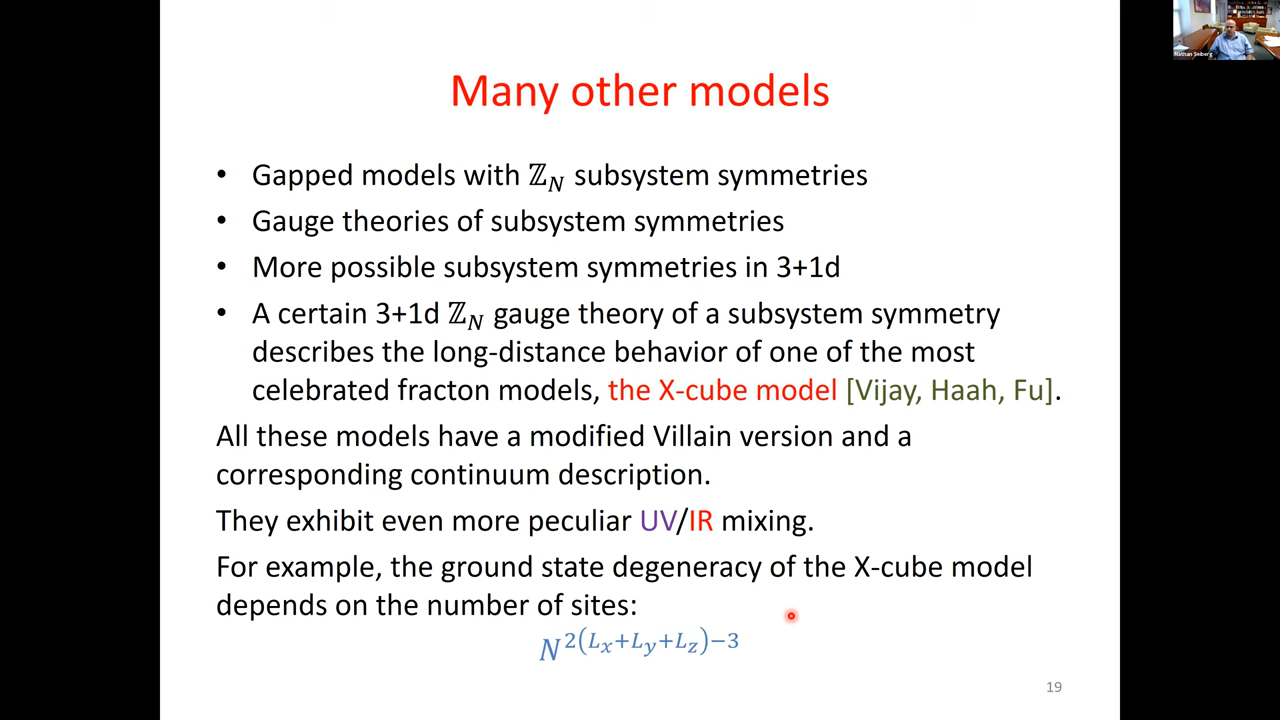 Many other models
• Gapped models with ℤ_N subsystem symmetries
• Gauge theories of subsystem symmetries
• More possible subsystem symmetries in 3+1d
• A certain 3+1d ℤ_N gauge theory of a subsystem symmetry
describes the long-distance behavior of one of the most
celebrated fracton models, the X-cube model [Vijay, Haah, Fu].
All these models have a modified Villain version and a
corresponding continuum description.
They exhibit even more peculiar UV/IR mixing.
For example, the ground state degeneracy of the X-cube model
depends on the number of sites:
N^{2(L_x+L_y+L_z)−3}
19
Nathan Seiberg